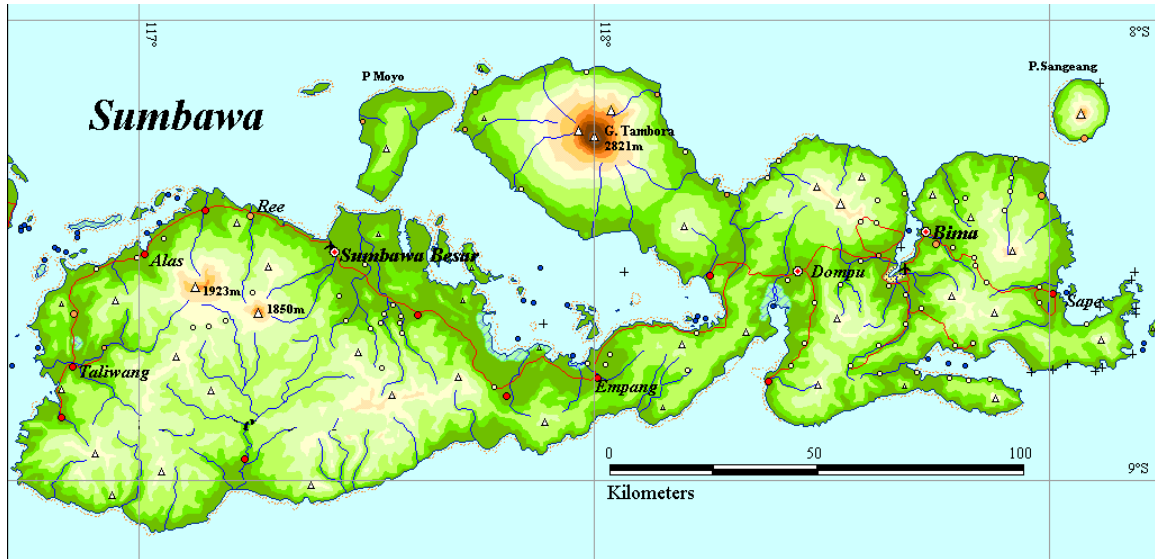 117°
118°
8°S
P Moyo
P.Sangeang
Sumbawa
G. Tambora
2821m
Ree
Bima
Alas
Sumbawa Besar
Dompu
1923m
1850m
Sape
Taliwang
Empang
0
50
100
9°S
Kilometers